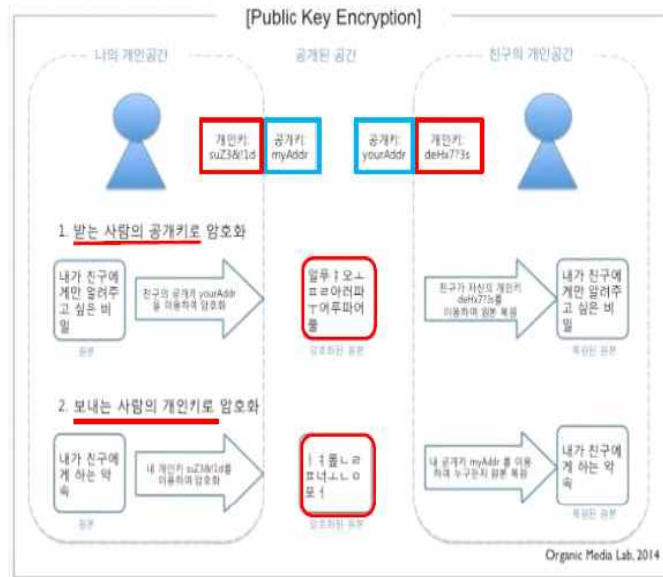 [Public Key Encryption]
나의 개인공간
공개된 공간
친구의 개인공간
개인키:
suZ3&!1d
공개키:
myAddr
공개키:
yourAddr
개인키:
deHx7?3s
1. 받는 사람의 공개키로 암호화
내가 친구에
게만 알려주
고 싶은 비
밀
원본
친구의 공개키 yourAddr
을 이용하여 암호화
암호화된 원본
친구가 자신의 개인키
deHx7?3s를
이용하여 원본 복원
내가 친구에
게만 알려주
고 싶은 비
밀
복원된 원본
2. 보내는 사람의 개인키로 암호화
내가 친구에
게 하는 약
속
원본
내 개인키 suZ3&!1d를
이용하여 암호화
암호화된 원본
내 공개키 myAddr 를 이용
하여 누구든지 원본 복원
내가 친구에
게 하는 약
속
복원된 원본
Organic Media Lab, 2014